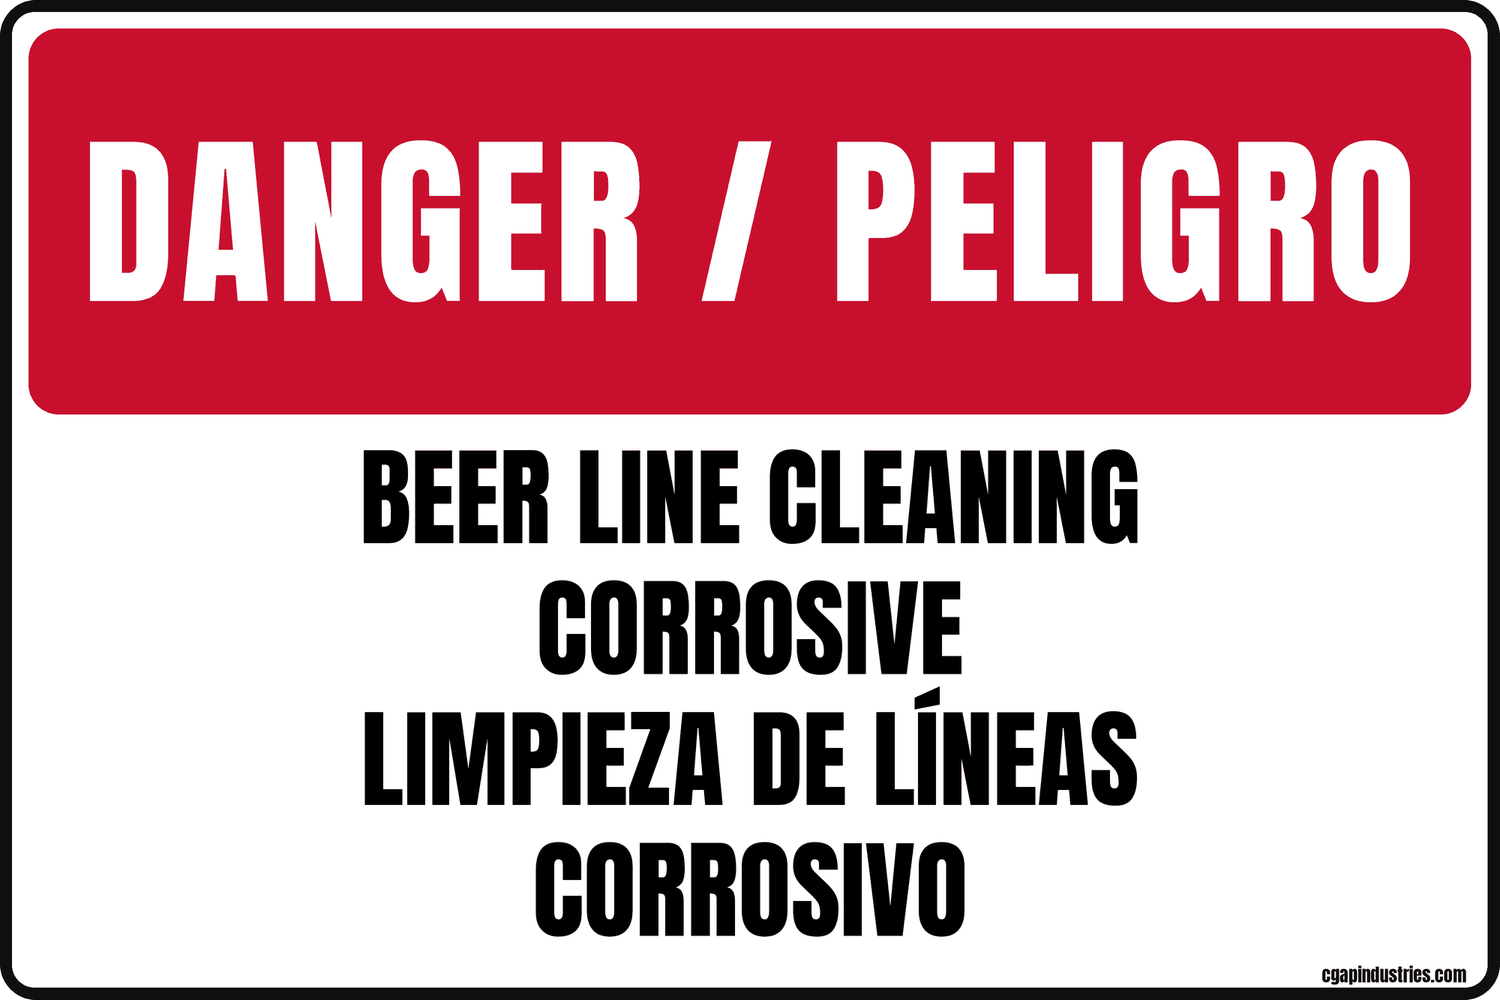 DANGER / PELIGRO
BEER LINE CLEANING
CORROSIVE
LIMPIEZA DE LÍNEAS
CORROSIVO
cgapindustries.com